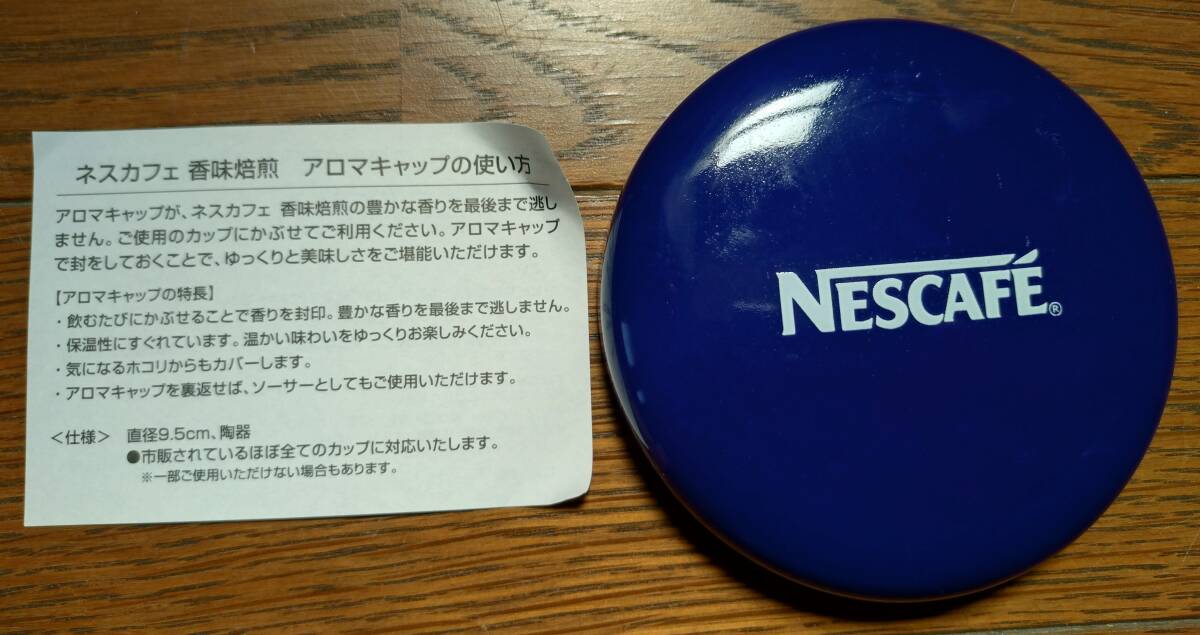 ネスカフェ 香味焙煎 アロマキャップの使い方
アロマキャップが、ネスカフェ 香味焙煎の豊かな香りを最後まで逃し
ません。ご使用のカップにかぶせてご利用ください。アロマキャップ
で封をしておくことで、ゆっくりと美味しさをご堪能いただけます。
【アロマキャップの特長】
・飲むたびにかぶせることで香りを封印。豊かな香りを最後まで逃しません。
・保温性にすぐれています。温かい味わいをゆっくりお楽しみください。
・気になるホコリからもカバーします。
・アロマキャップを裏返せば、ソーサーとしてもご使用いただけます。
＜仕様＞ 直径9.5cm、陶器
●市販されているほぼ全てのカップに対応いたします。
※一部ご使用いただけない場合もあります。
NESCAFÉ®